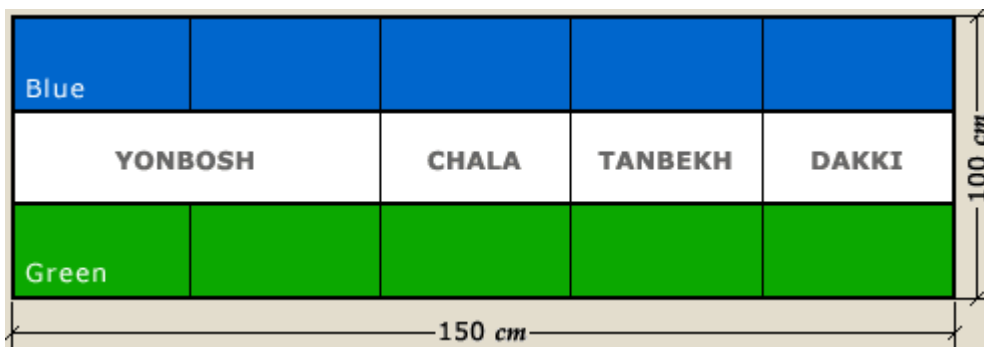 Blue
YONBOSH CHALA TANBEKH DAKKI
Green
100 cm
150 cm